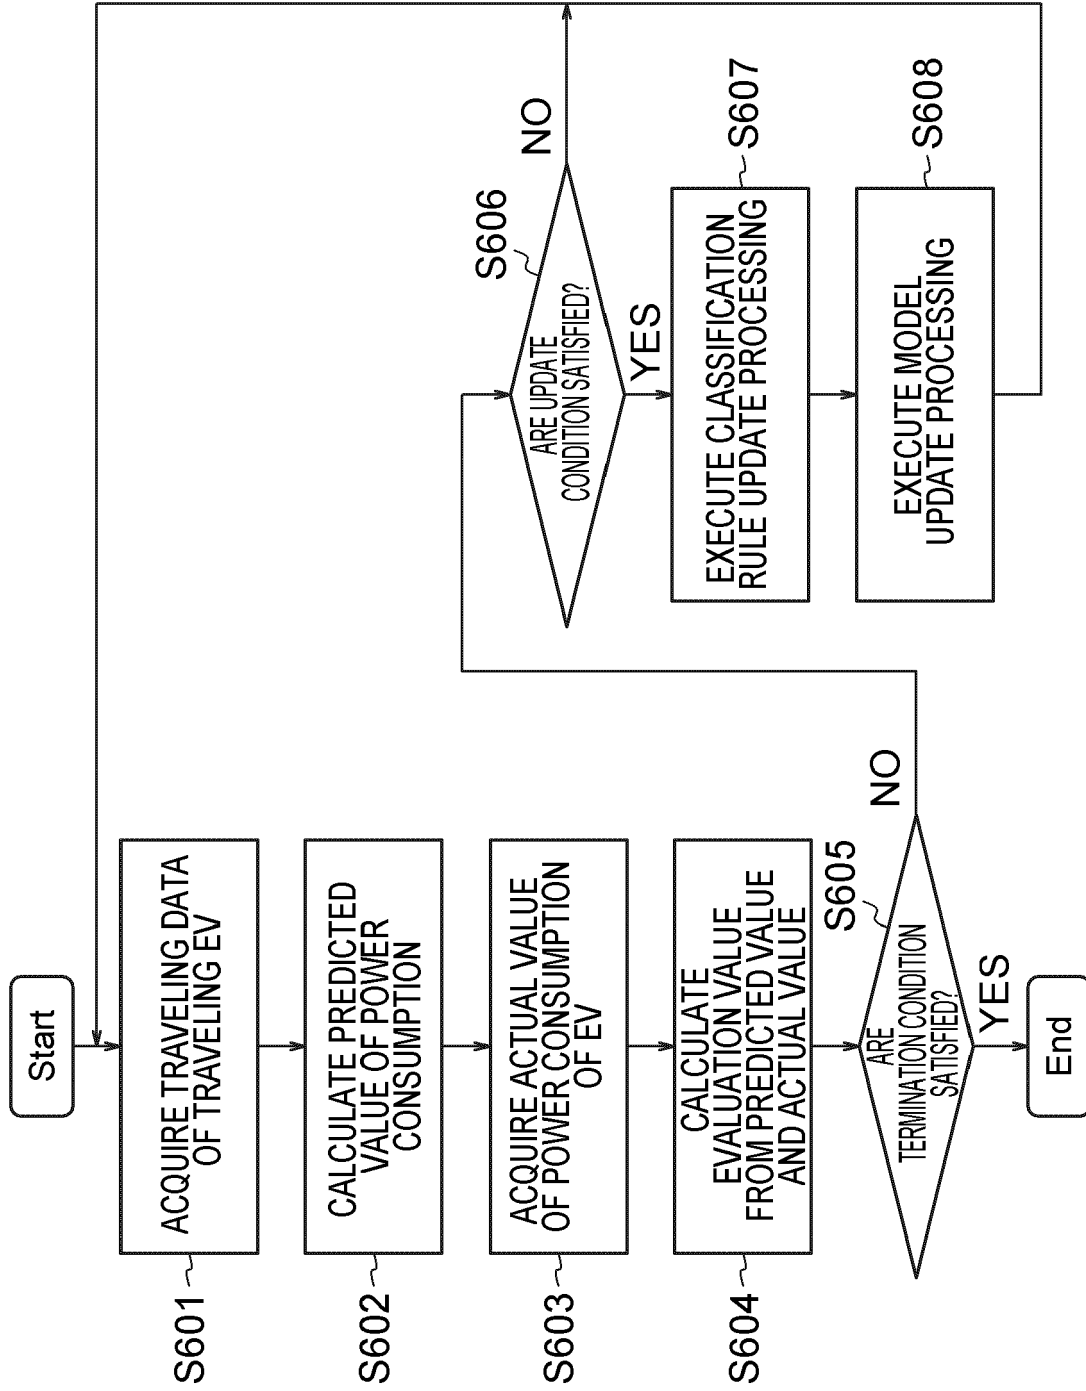 Start
S601
ACQUIRE TRAVELING DATA
OF TRAVELING EV
S602
CALCULATE PREDICTED
VALUE OF POWER
CONSUMPTION
S603
ACQUIRE ACTUAL VALUE
OF POWER CONSUMPTION
OF EV
S604
CALCULATE
EVALUATION VALUE
FROM PREDICTED VALUE
AND ACTUAL VALUE
S605
ARE
TERMINATION CONDITION
SATISFIED?
NO
YES
End
S606
ARE UPDATE
CONDITION SATISFIED?
NO
YES
S607
EXECUTE CLASSIFICATION
RULE UPDATE PROCESSING
S608
EXECUTE MODEL
UPDATE PROCESSING